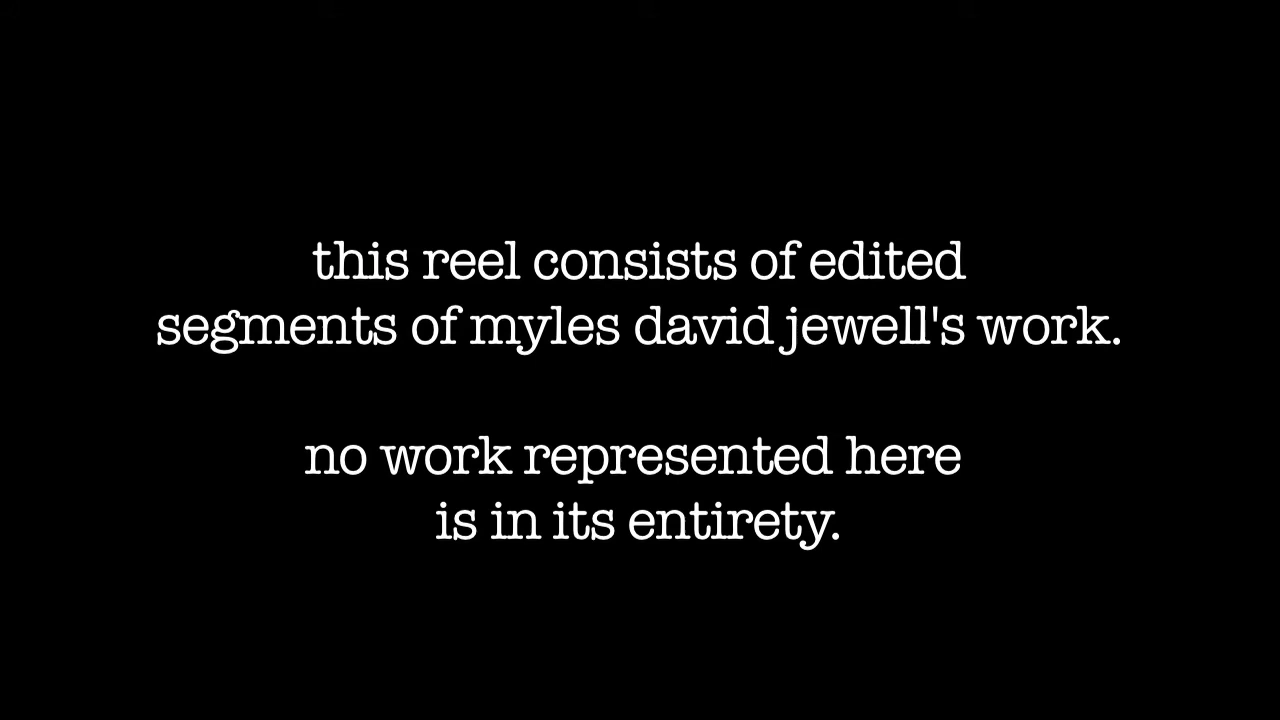 this reel consists of edited
segments of myles david jewell's work.
no work represented here
is in its entirety.